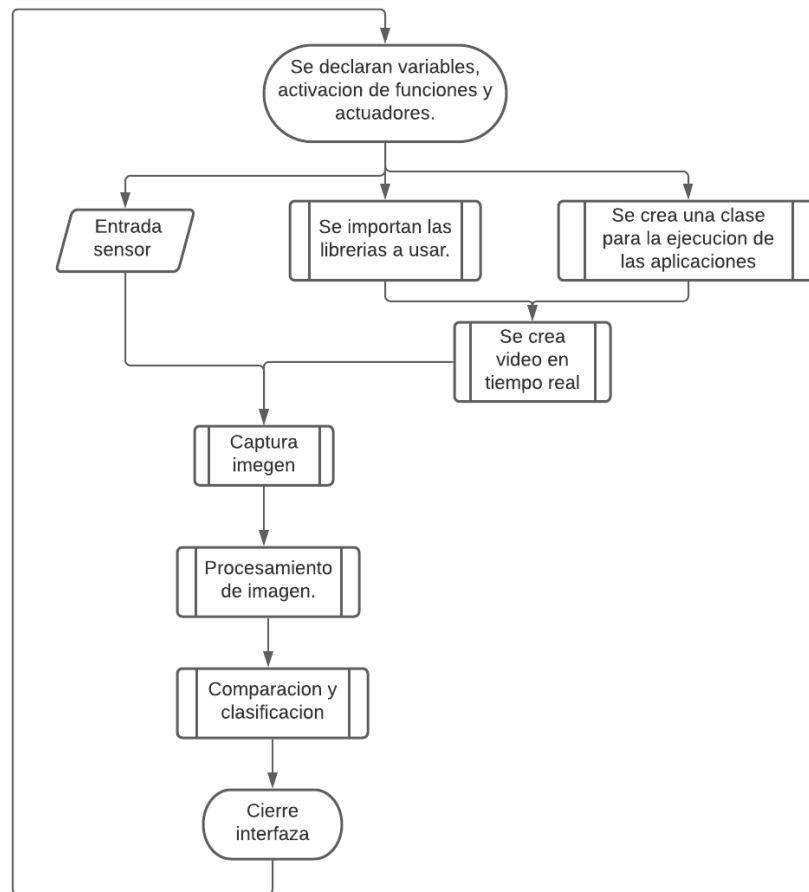 Se declaran variables,
activacion de funciones y
actuadores.
Entrada
sensor
Se importan las
librerias a usar.
Se crea una clase
para la ejecucion de
las aplicaciones
Se crea
video en
tiempo real
Captura
imegen
Procesamiento
de imagen.
Comparacion y
clasificacion
Cierre
interfaza